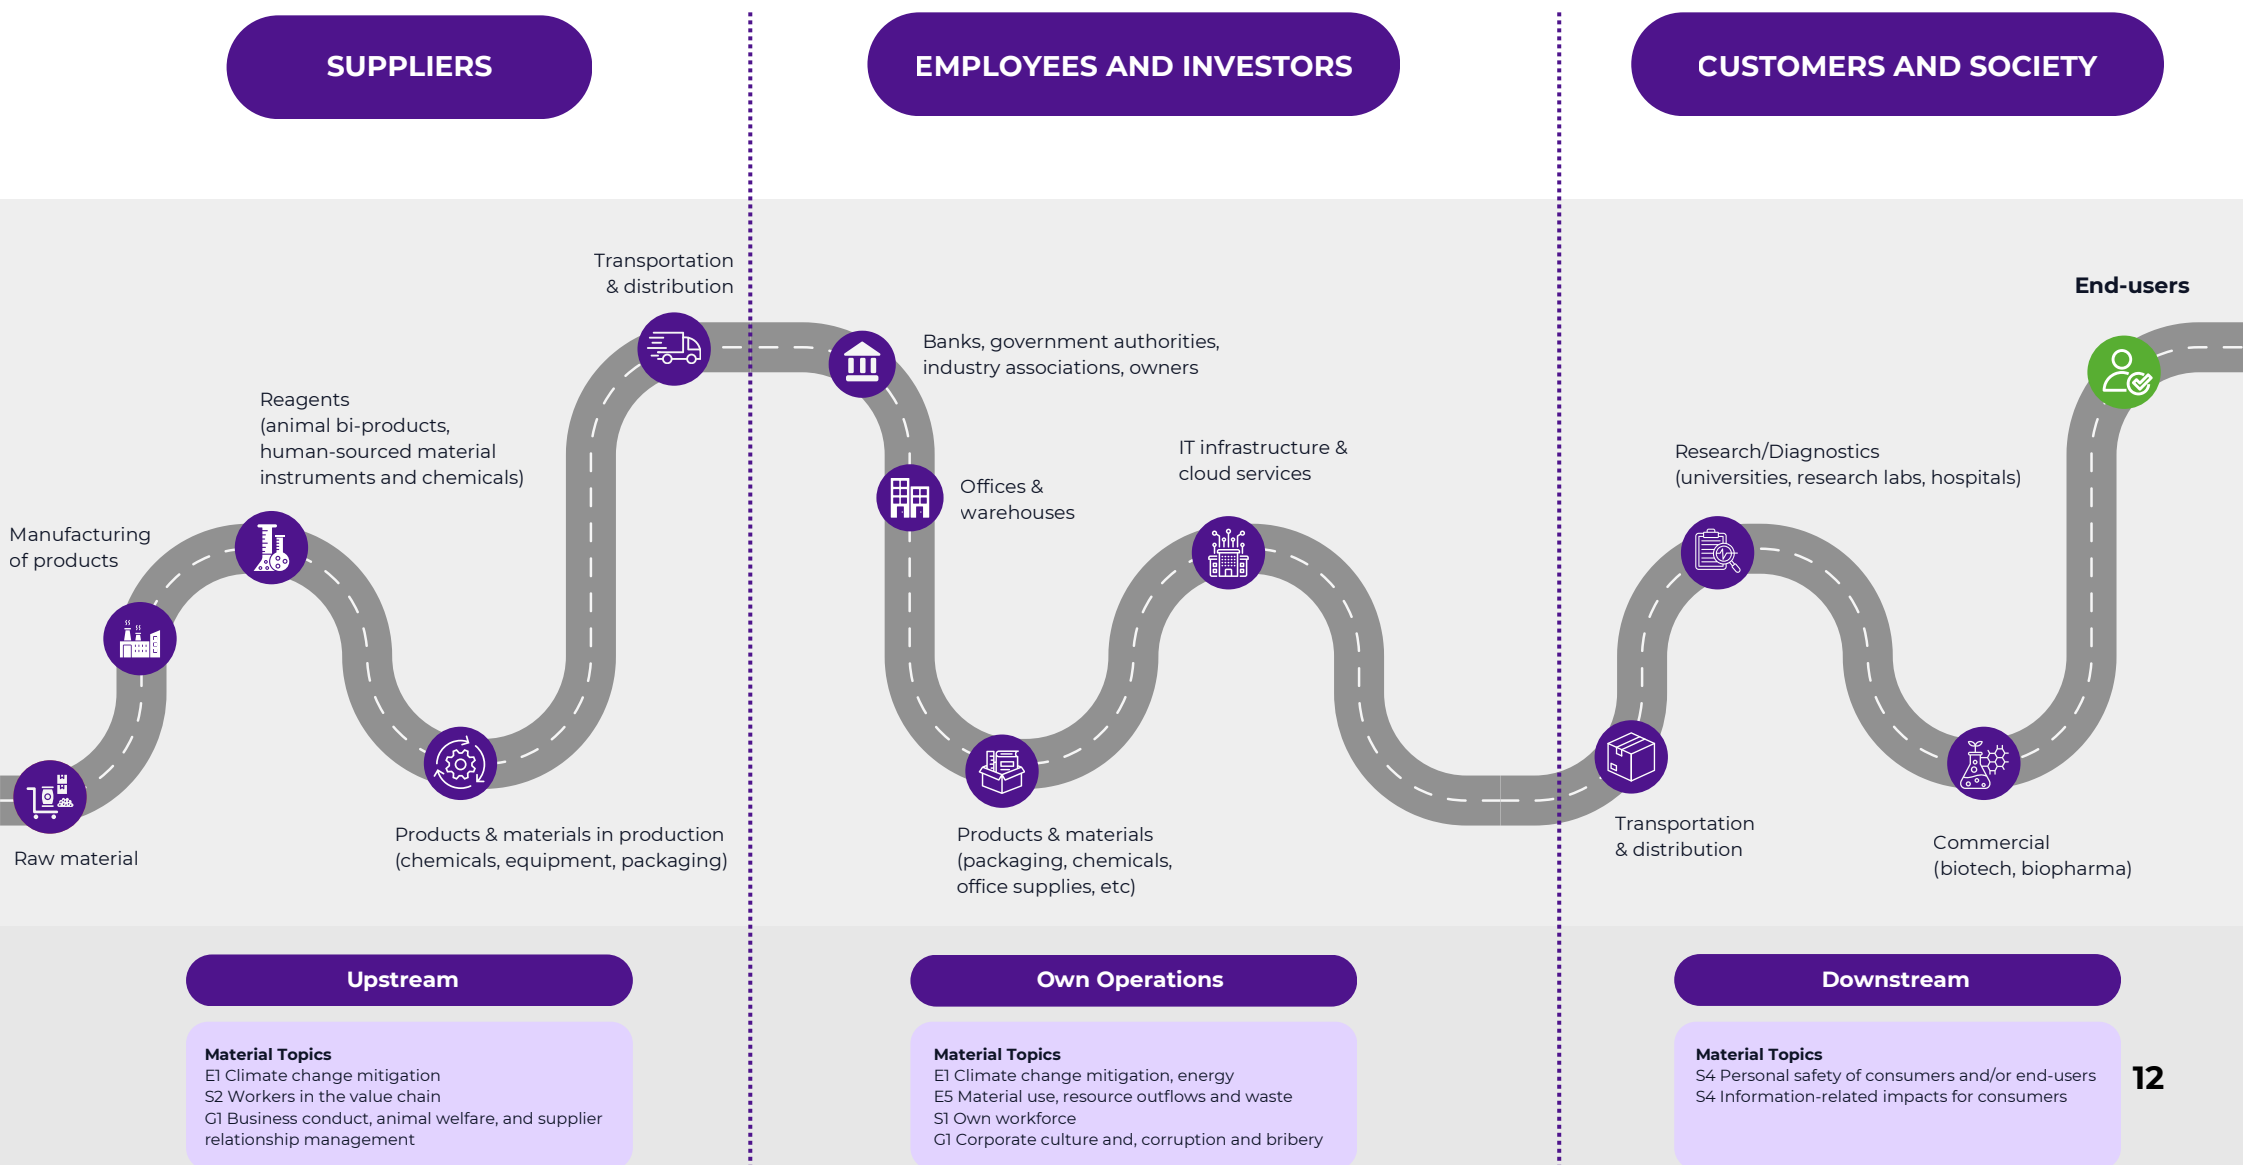 SUPPLIERS
EMPLOYEES AND INVESTORS
CUSTOMERS AND SOCIETY
Raw material
Manufacturing
of products
Reagents
(animal bi-products,
human-sourced material
instruments and chemicals)
Products & materials in production
(chemicals, equipment, packaging)
Transportation
& distribution
Banks, government authorities,
industry associations, owners
Offices &
warehouses
Products & materials
(packaging, chemicals,
office supplies, etc)
IT infrastructure &
cloud services
Transportation
& distribution
Research/Diagnostics
(universities, research labs, hospitals)
Commercial
(biotech, biopharma)
End-users
Upstream
Material Topics
E1 Climate change mitigation
S2 Workers in the value chain
G1 Business conduct, animal welfare, and supplier
relationship management
Own Operations
Material Topics
E1 Climate change mitigation, energy
E5 Material use, resource outflows and waste
S1 Own workforce
G1 Corporate culture and, corruption and bribery
Downstream
Material Topics
S4 Personal safety of consumers and/or end-users
S4 Information-related impacts for consumers
12